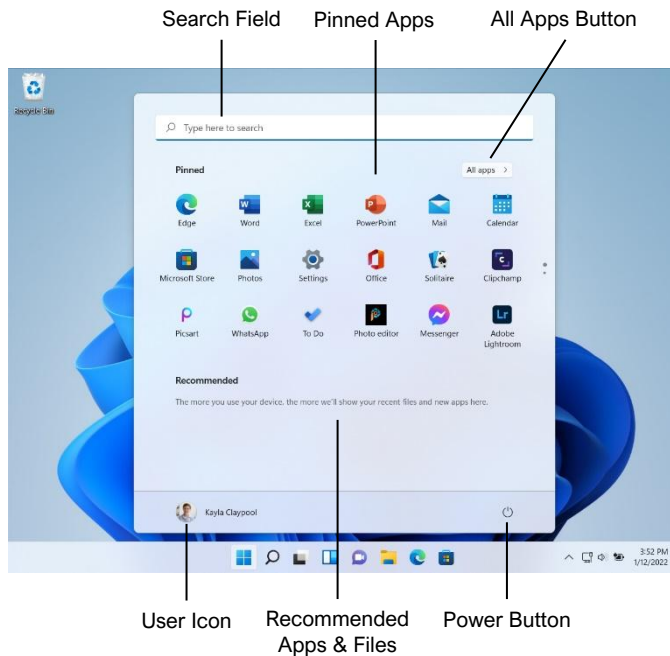 Search Field
Pinned Apps
All Apps Button
Recycle Bin
Type here to search
Pinned
All apps >
Edge
Word
Excel
PowerPoint
Mail
Calendar
Microsoft Store
Photos
Settings
Office
Solitaire
Clipchamp
Picsart
WhatsApp
To Do
Photo editor
Messenger
Adobe
Lightroom
Recommended
The more you use your device, the more we'll show your recent files and new apps here.
Kayla Claypool
3:52 PM
1/12/2022
User Icon
Recommended
Apps & Files
Power Button